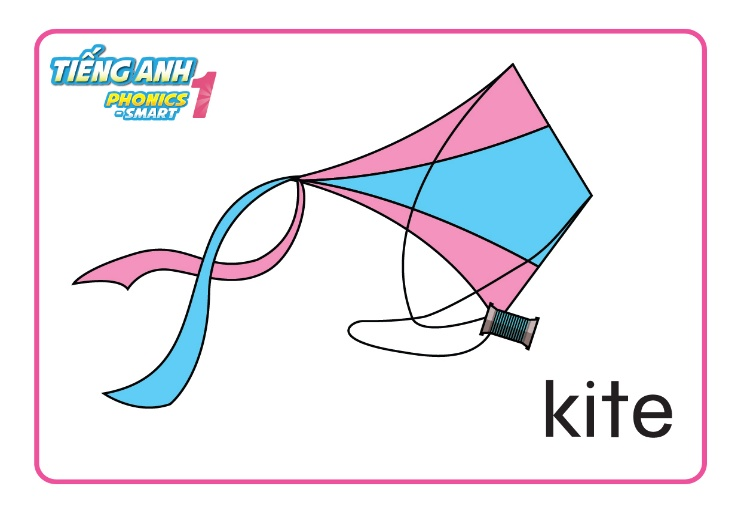 TIẾNG ANH 1
PHONICS
-SMART
kite